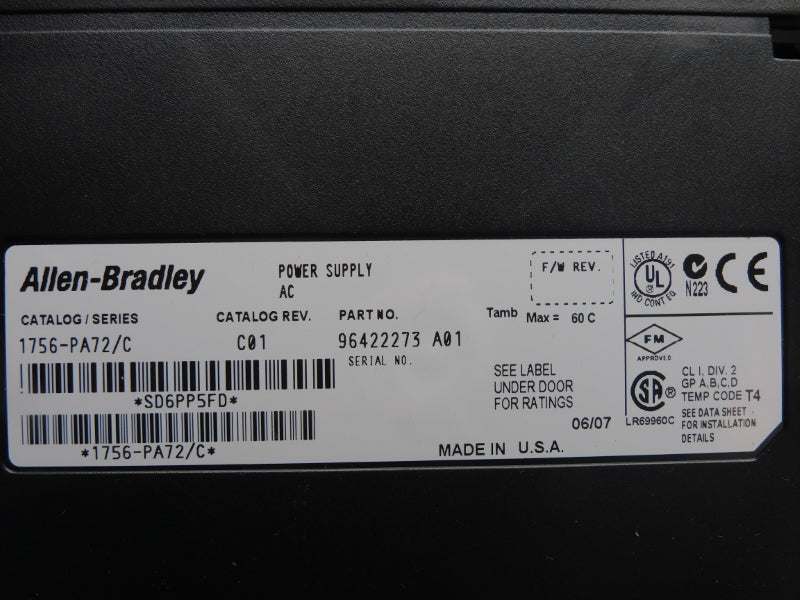 Allen-Bradley
POWER SUPPLY
AC
F/W REV.
CATALOG / SERIES
CATALOG REV.
PART NO.
Tamb Max = 60 C
1756-PA72/C
C01
96422273 A01
SERIAL NO.
*SD6PP5FD*
*1756-PA72/C*
SEE LABEL
UNDER DOOR
FOR RATINGS
06/07
MADE IN U.S.A.
LISTED A191
UL
IND CONT EQ
N223
CE
FM
APPROVED
SA ®
LR69960C
CL I, DIV. 2
GP A,B,C,D
TEMP CODE T4
SEE DATA SHEET
FOR INSTALLATION
DETAILS